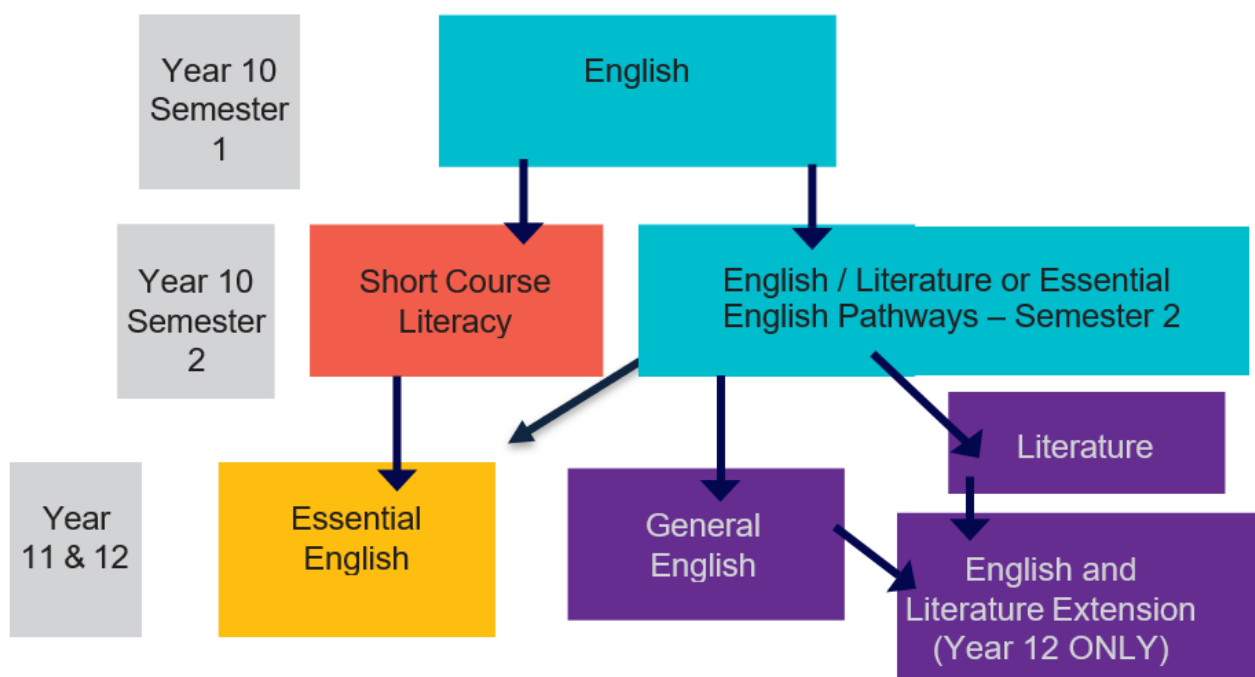 Year 10
Semester
1
English
Year 10
Semester
2
Short Course
Literacy
English / Literature or Essential
English Pathways – Semester 2
Literature
Year
11 & 12
Essential
English
General
English
English and
Literature Extension
(Year 12 ONLY)